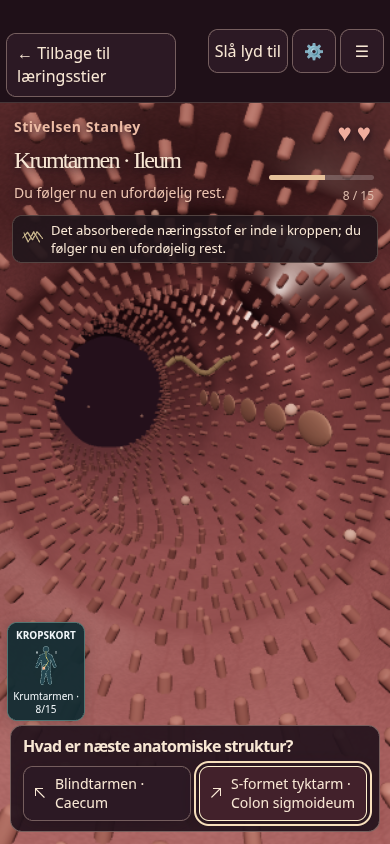 ← Tilbage til
læringsstier
Slå lyd til
Stivelsen Stanley
Krumtarmen · Ileum
Du følger nu en ufordøjelig rest.
8 / 15
Det absorberede næringsstof er inde i kroppen; du
følger nu en ufordøjelig rest.
KROPSKORT
Krumtarmen ·
8/15
Hvad er næste anatomiske struktur?
Blindtarmen ·
Caecum
S-formet tyktarm ·
Colon sigmoideum